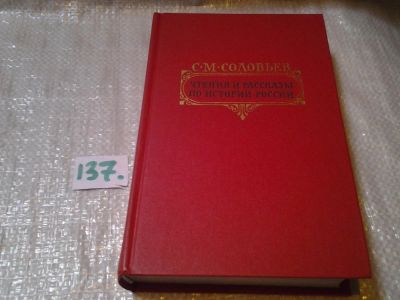 С·М·СОЛОВЬЕВ
ЧТЕНИЯ И РАССКАЗЫ
ПО ИСТОРИИ РОССИИ
137.